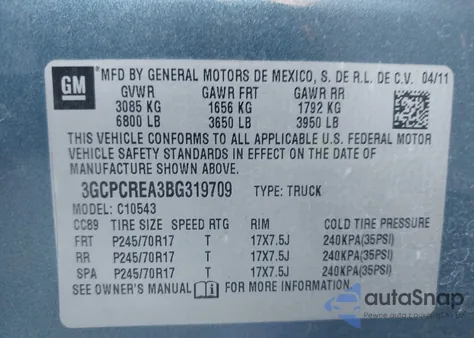 GM MFD BY GENERAL MOTORS DE MEXICO, S. DE R.L. DE C.V. 04/11
GVWR GAWR FRT GAWR RR
3085 KG 1656 KG 1792 KG
6800 LB 3650 LB 3950 LB
THIS VEHICLE CONFORMS TO ALL APPLICABLE U.S. FEDERAL MOTOR
VEHICLE SAFETY STANDARDS IN EFFECT ON THE DATE OF
MANUFACTURE SHOWN ABOVE.
3GCPCREA3BG319709 TYPE: TRUCK
MODEL: C10543
CC89 TIRE SIZE SPEED RTG RIM COLD TIRE PRESSURE
FRT P245/70R17 T 17X7.5J 240KPA(35PSI)
RR P245/70R17 T 17X7.5J 240KPA(35PSI)
SPA P245/70R17 T 17X7.5J 240KPA(35PSI)
SEE OWNER'S MANUAL FOR MORE INFORMATION.
autoSnap
Pewne auto z USA